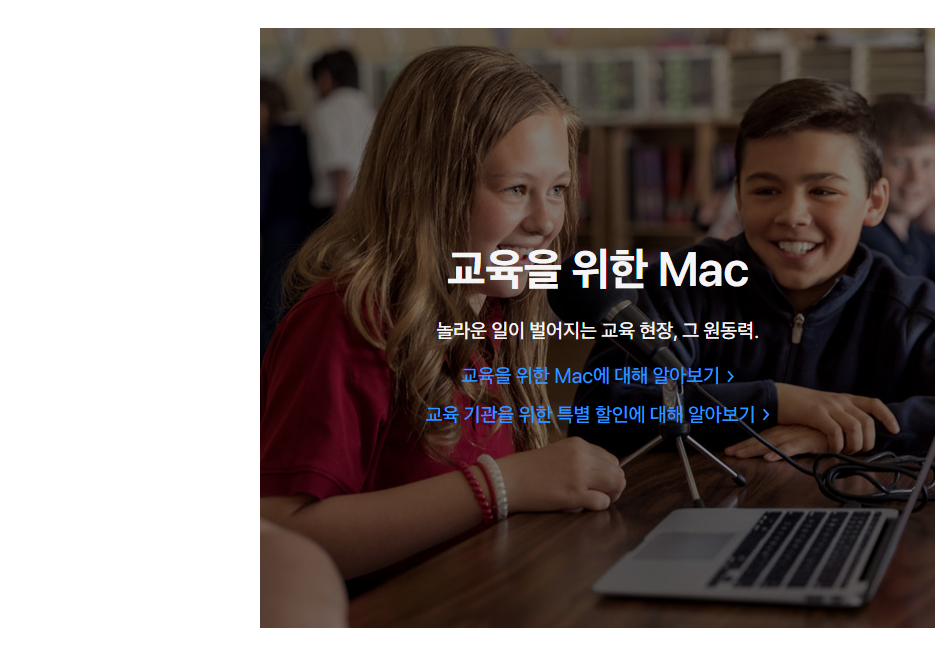 교육을 위한 Mac
놀라운 일이 벌어지는 교육 현장, 그 원동력.
교육을 위한 Mac에 대해 알아보기 >
교육 기관을 위한 특별 할인에 대해 알아보기 >